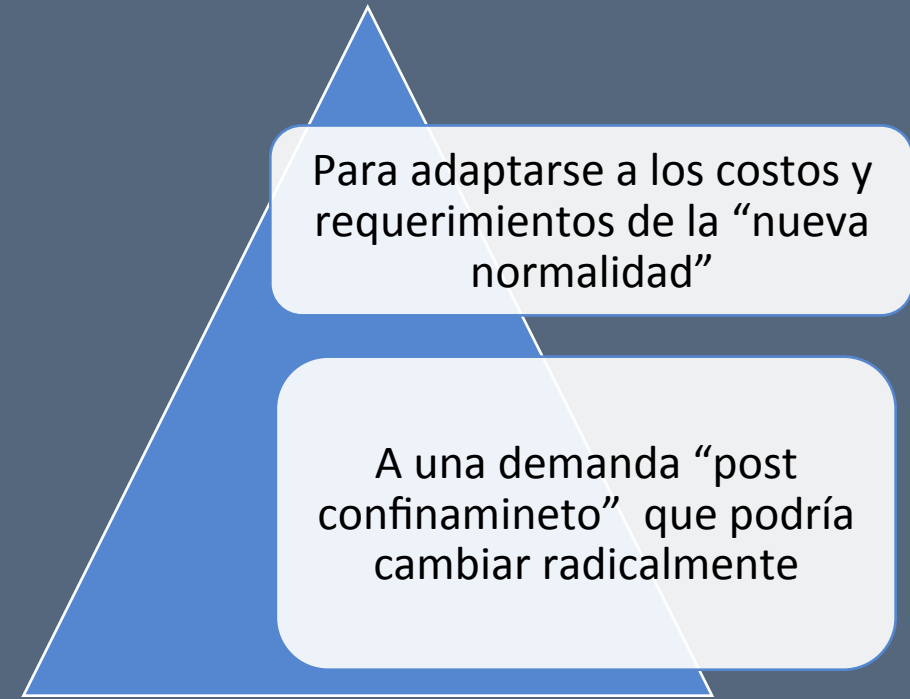 Para adaptarse a los costos y
requerimientos de la “nueva
normalidad”
A una demanda “post
confinamineto”  que podría
cambiar radicalmente